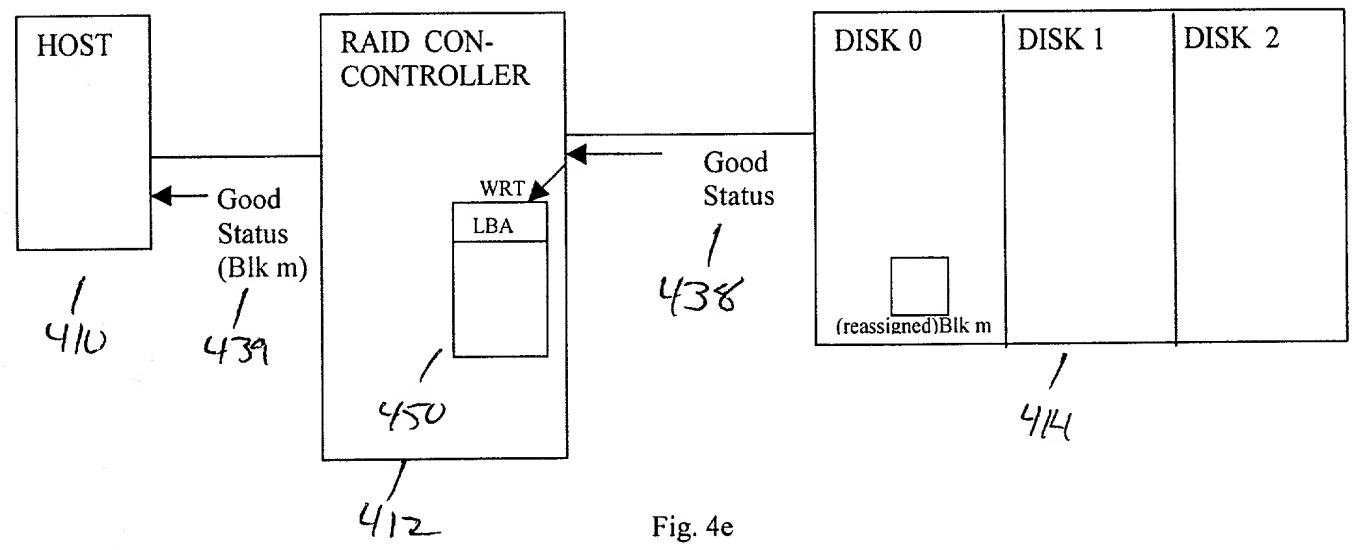 HOST
410
Good
Status
(Blk m)
439
RAID CON-
CONTROLLER
WRT
LBA
450
412
Good
Status
438
DISK 0
DISK 1
DISK 2
(reassigned)Blk m
414
Fig. 4e